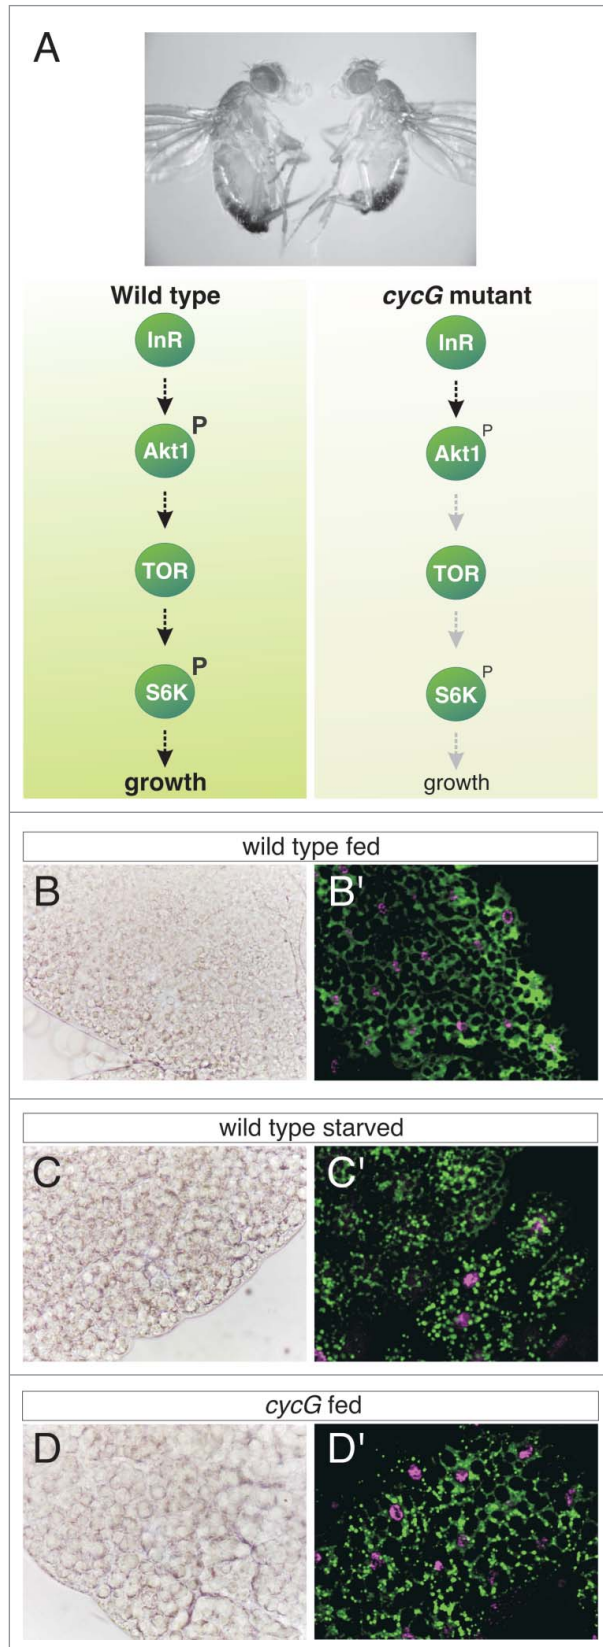 A
Wild type
InR
P
Akt1
TOR
P
S6K
growth
cycG mutant
InR
P
Akt1
TOR
P
S6K
growth
wild type fed
B
B'
wild type starved
C
C'
cycG fed
D
D'